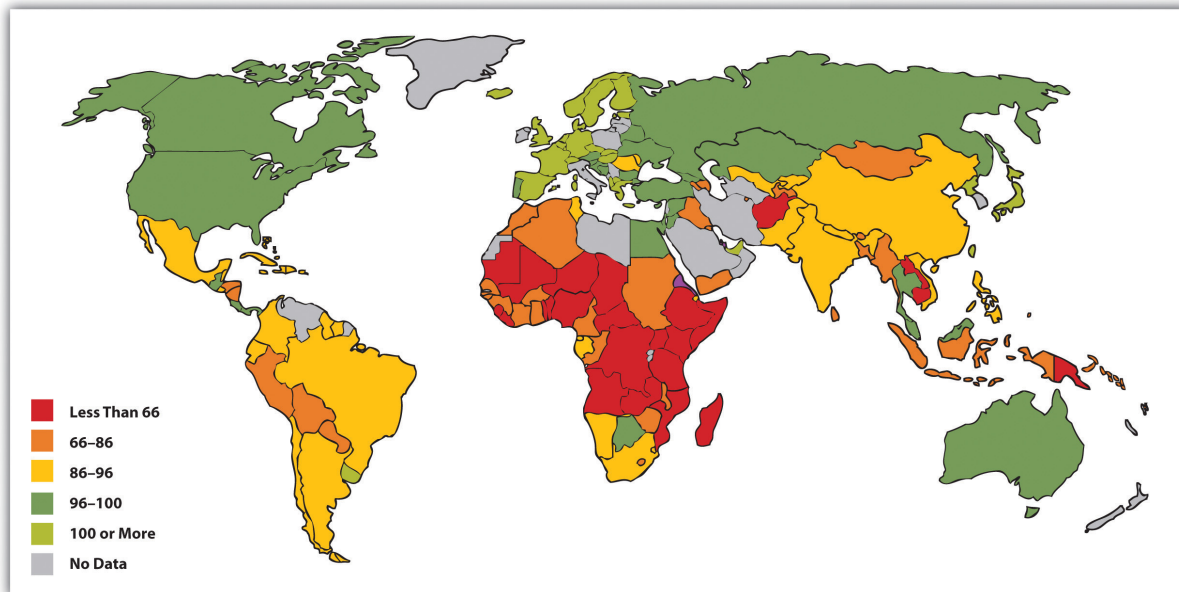 Less Than 66
66–86
86–96
96–100
100 or More
No Data